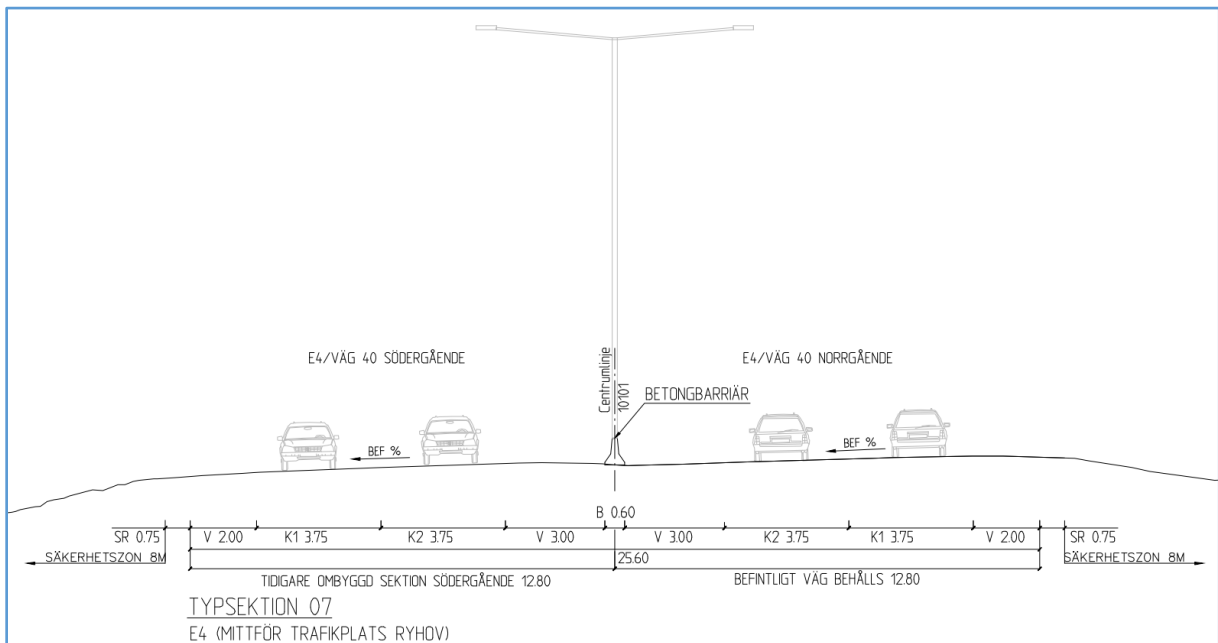 E4/VÄG 40 SÖDERGÅENDE
E4/VÄG 40 NORRGÅENDE
Centrumlinje
10101
BETONGBARRIÄR
BEF %
BEF %
B 0.60
SR 0.75
V 2.00
K1 3.75
K2 3.75
V 3.00
V 3.00
K2 3.75
K1 3.75
V 2.00
SR 0.75
SÄKERHETSZON 8M
25.60
SÄKERHETSZON 8M
TIDIGARE OMBYGGD SEKTION SÖDERGÅENDE 12.80
BEFINTLIGT VÄG BEHÅLLS 12.80
TYPSEKTION 07
E4 (MITTFÖR TRAFIKPLATS RYHOV)